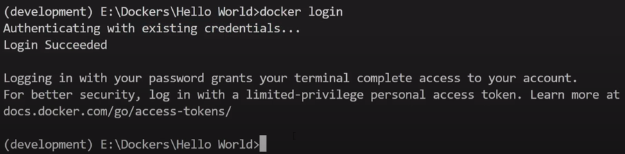 (development) E:\Dockers\Hello World>docker login
Authenticating with existing credentials...
Login Succeeded
Logging in with your password grants your terminal complete access to your account.
For better security, log in with a limited-privilege personal access token. Learn more at
docs.docker.com/go/access-tokens/
(development) E:\Dockers\Hello World>